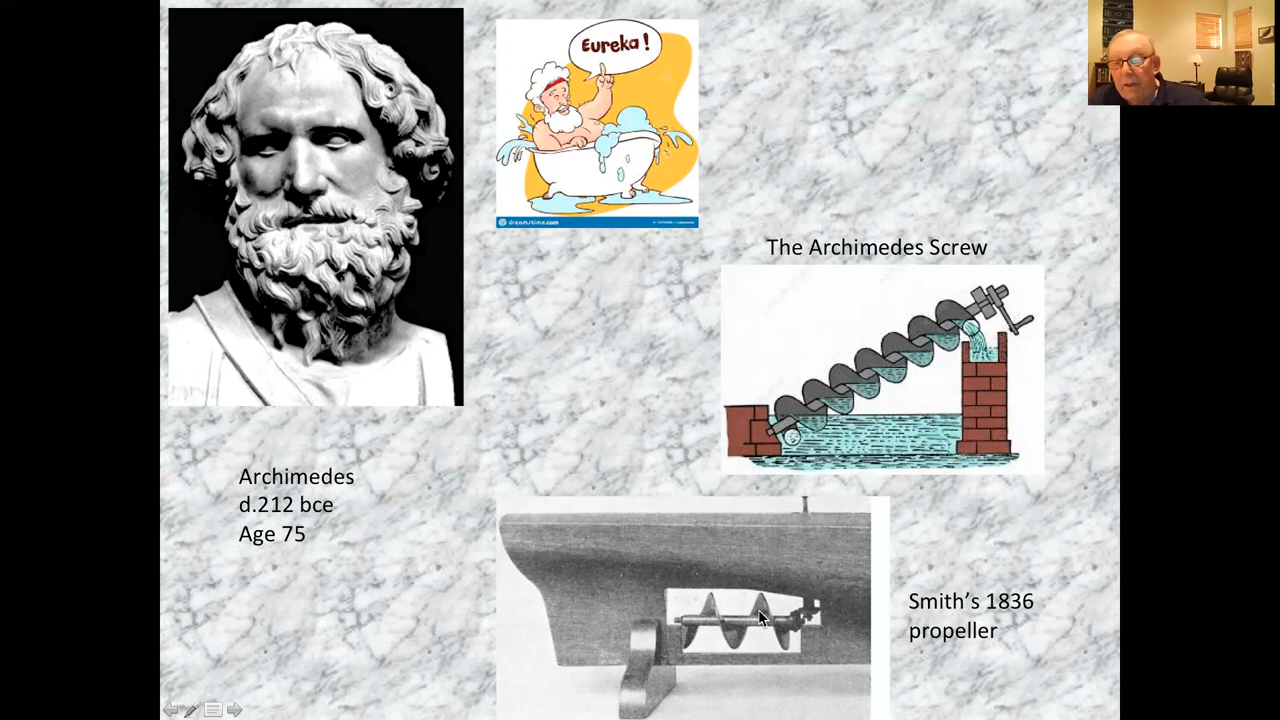 Eureka !
dreamstime.com
The Archimedes Screw
Archimedes
d.212 bce
Age 75
Smith’s 1836
propeller